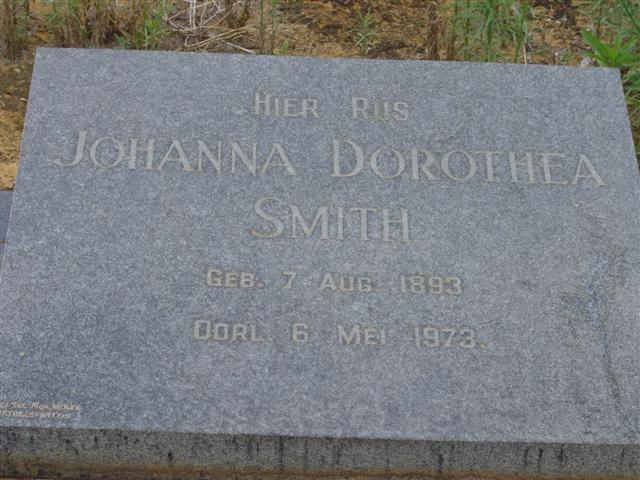 HIER RUS
JOHANNA DOROTHEA
SMITH
GEB. 7 AUG. 1893
OORL. 6 MEI 1973.